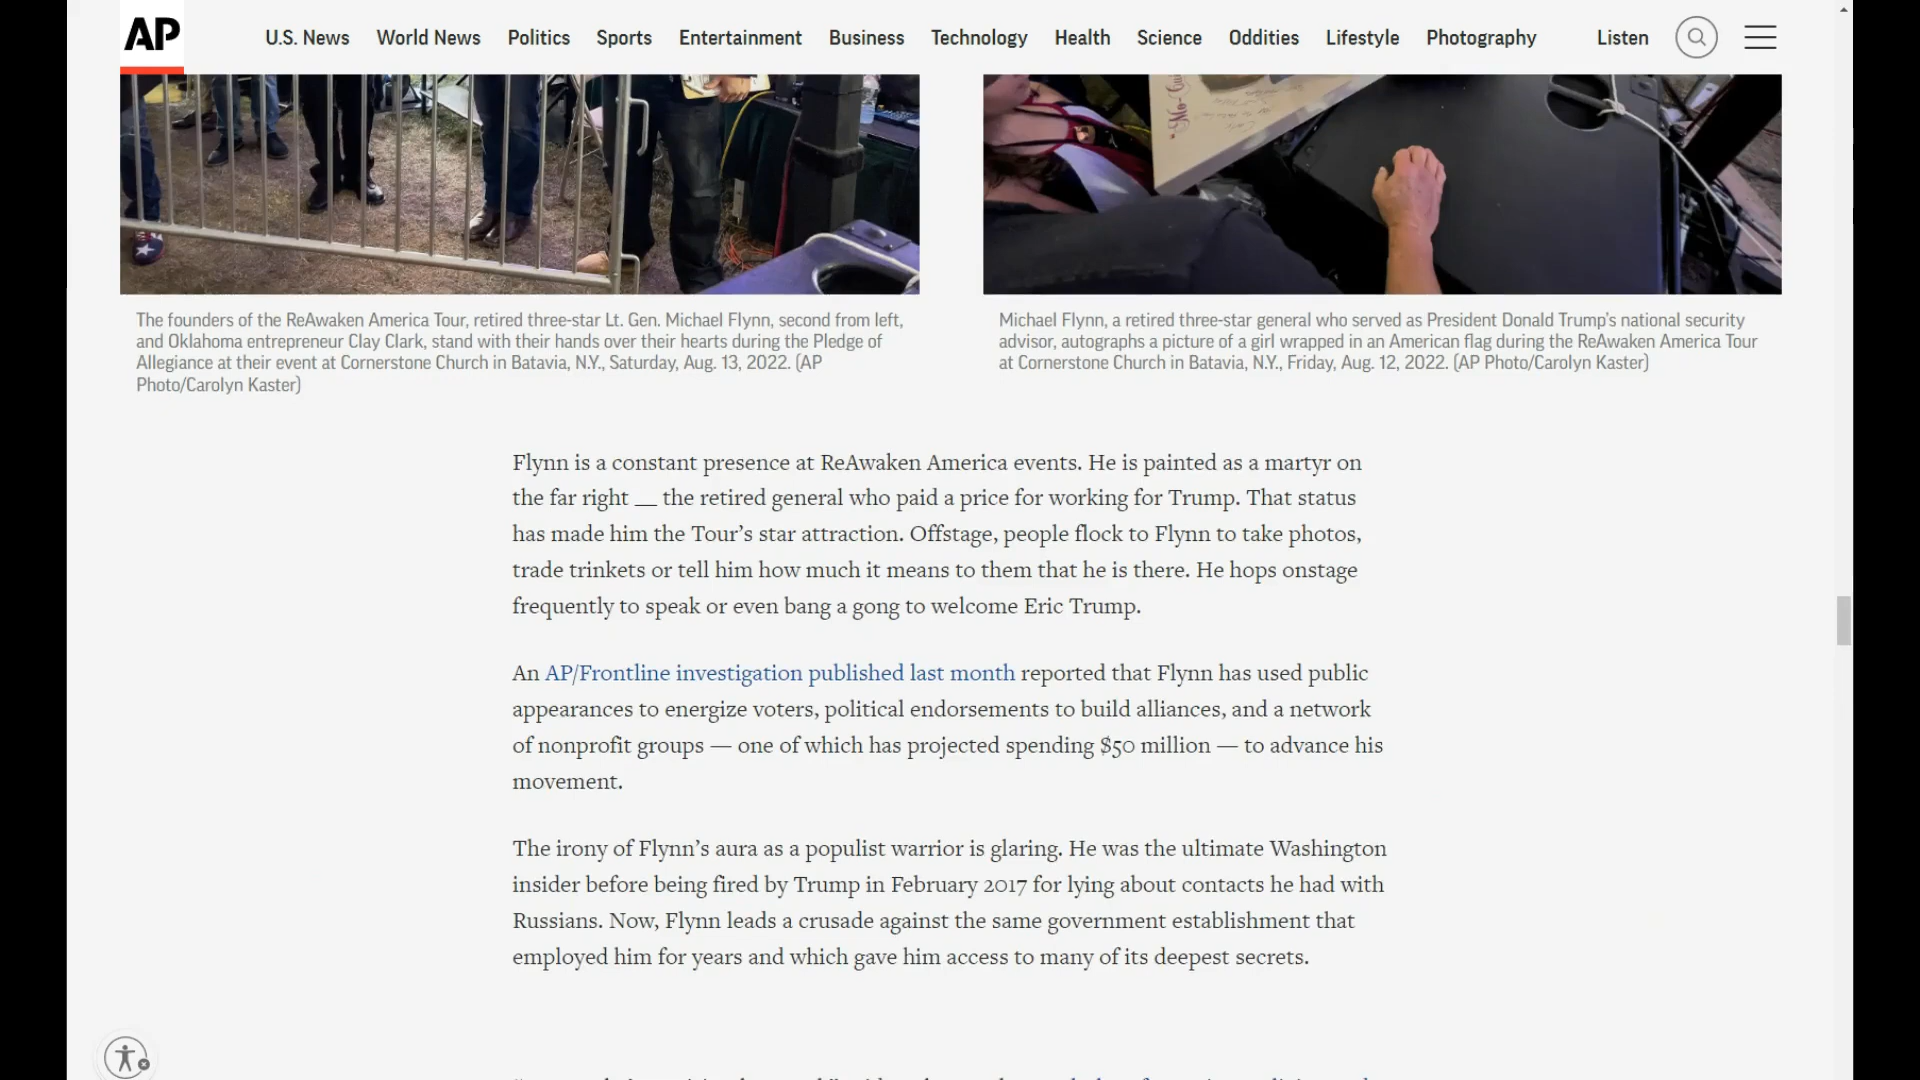 AP
U.S. News World News Politics Sports Entertainment Business Technology Health Science Oddities Lifestyle Photography Listen
The founders of the ReAwaken America Tour, retired three-star Lt. Gen. Michael Flynn, second from left,
and Oklahoma entrepreneur Clay Clark, stand with their hands over their hearts during the Pledge of
Allegiance at their event at Cornerstone Church in Batavia, N.Y., Saturday, Aug. 13, 2022. (AP
Photo/Carolyn Kaster)
Michael Flynn, a retired three-star general who served as President Donald Trump's national security
advisor, autographs a picture of a girl wrapped in an American flag during the ReAwaken America Tour
at Cornerstone Church in Batavia, N.Y., Friday, Aug. 12, 2022. (AP Photo/Carolyn Kaster)
Flynn is a constant presence at ReAwaken America events. He is painted as a martyr on
the far right __ the retired general who paid a price for working for Trump. That status
has made him the Tour's star attraction. Offstage, people flock to Flynn to take photos,
trade trinkets or tell him how much it means to them that he is there. He hops onstage
frequently to speak or even bang a gong to welcome Eric Trump.
An AP/Frontline investigation published last month reported that Flynn has used public
appearances to energize voters, political endorsements to build alliances, and a network
of nonprofit groups — one of which has projected spending $50 million — to advance his
movement.
The irony of Flynn's aura as a populist warrior is glaring. He was the ultimate Washington
insider before being fired by Trump in February 2017 for lying about contacts he had with
Russians. Now, Flynn leads a crusade against the same government establishment that
employed him for years and which gave him access to many of its deepest secrets.